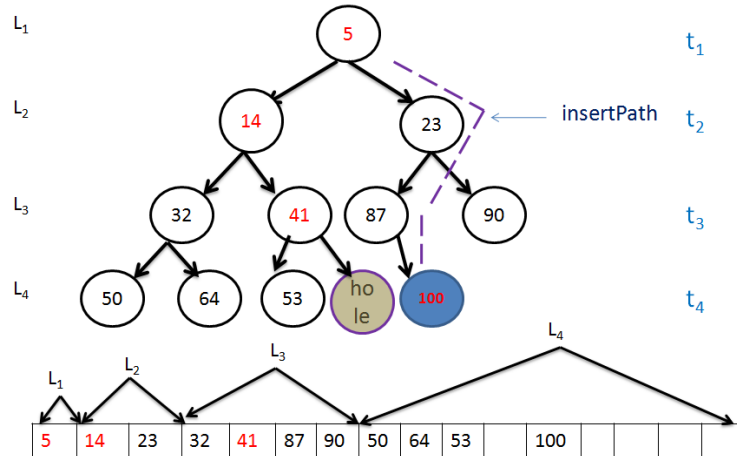 L1 5 t1
L2 14 23 insertPath t2
L3 32 41 87 90 t3
L4 50 64 53 ho
le 100 t4
L1 L2 L3 L4
5 14 23 32 41 87 90 50 64 53 100